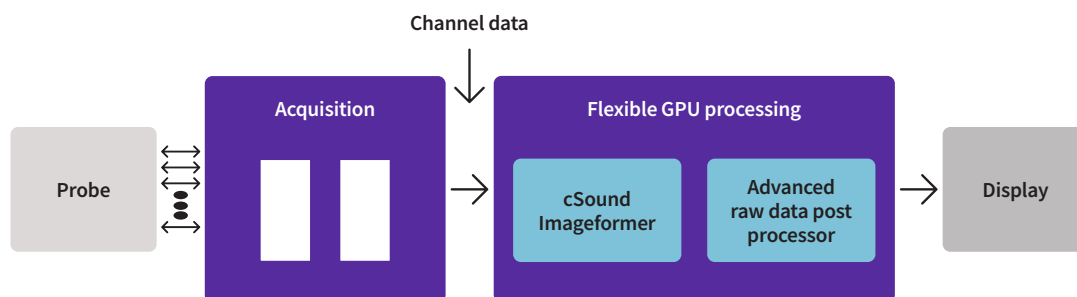 Channel data
Acquisition
Flexible GPU processing
Probe
cSound
Imageformer
Advanced
raw data post
processor
Display